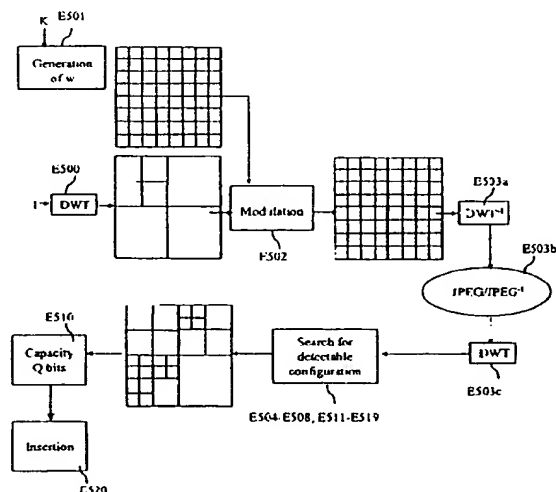 K
E501
Generation
of w
E500
I
DWT
Modulation
E502
E503a
DWT⁻¹
E503b
JPEG/JPEG⁻¹
DWT
E503c
Search for
detectable
configuration
E504-E508, E511-E519
E510
Capacity
Q bits
Insertion
E520